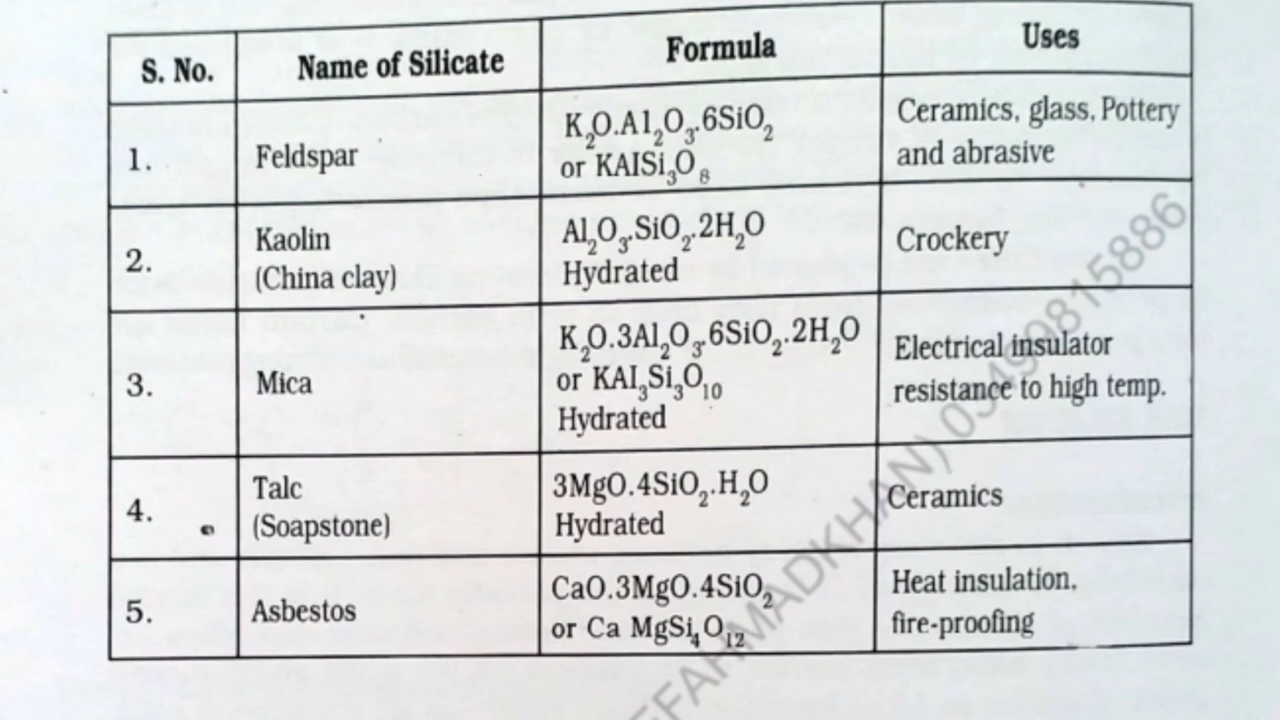 S. No. Name of Silicate Formula Uses
1. Feldspar K₂O.Al₂O₃.6SiO₂ Ceramics, glass, Pottery
or KAlSi₃O₈ and abrasive
2. Kaolin Al₂O₃.SiO₂.2H₂O Crockery
(China clay) Hydrated
3. Mica K₂O.3Al₂O₃.6SiO₂.2H₂O Electrical insulator
or KAl₃Si₃O₁₀ resistance to high temp.
Hydrated
4. Talc 3MgO.4SiO₂.H₂O Ceramics
(Soapstone) Hydrated
5. Asbestos CaO.3MgO.4SiO₂ Heat insulation,
or Ca MgSi₄O₁₂ fire-proofing
FAHMADKHAN)